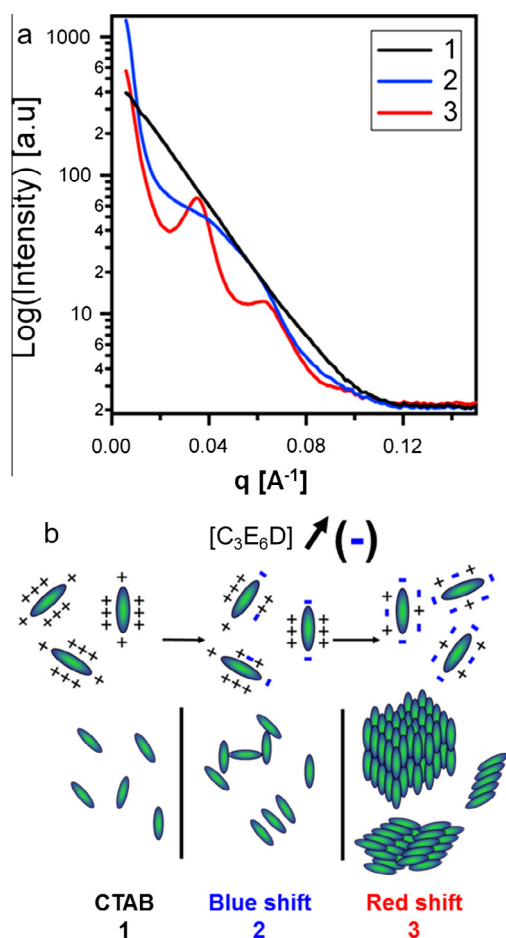 a
1000
6
4
2
100
6
4
2
10
6
4
2
Log(Intensity) [a.u]
1
2
3
0.00 0.04 0.08 0.12
q [A⁻¹]
b
[C₃E₆D] (-)
CTAB Blue shift Red shift
1 2 3